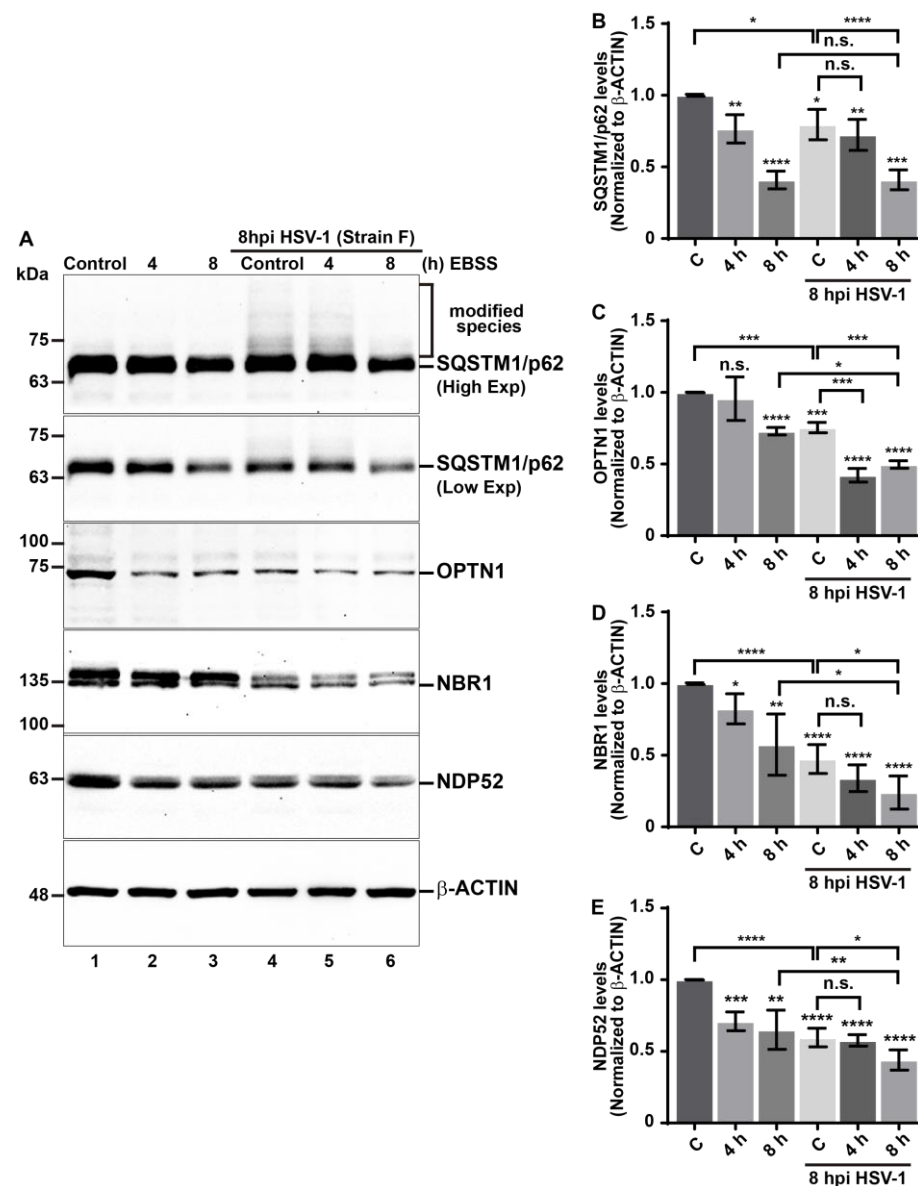 A
8hpi HSV-1 (Strain F)
kDa Control 4 8 Control 4 8 (h) EBSS
modified
species
75
63
SQSTM1/p62
(High Exp)
75
63
SQSTM1/p62
(Low Exp)
100
75
OPTN1
135
100
NBR1
63
NDP52
48
β-ACTIN
1 2 3 4 5 6
B
SQSTM1/p62 levels
(Normalized to β-ACTIN)
1.5
1.0
0.5
0
* ****
n.s.
n.s.
** **** * ** ***
C 4 h 8 h C 4 h 8 h
8 hpi HSV-1
C
OPTN1 levels
(Normalized to β-ACTIN)
1.5
1.0
0.5
0
*** ***
*
***
n.s. **** *** **** ****
C 4 h 8 h C 4 h 8 h
8 hpi HSV-1
D
NBR1 levels
(Normalized to β-ACTIN)
1.5
1.0
0.5
0
**** *
*
n.s.
* ** **** **** ****
C 4 h 8 h C 4 h 8 h
8 hpi HSV-1
E
NDP52 levels
(Normalized to β-ACTIN)
1.5
1.0
0.5
0
**** *
**
n.s.
*** ** **** **** ****
C 4 h 8 h C 4 h 8 h
8 hpi HSV-1